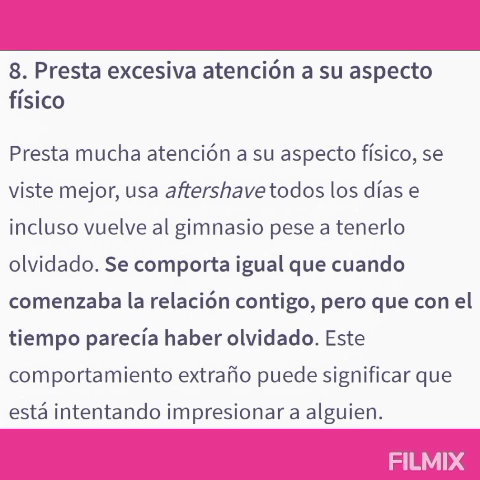 8. Presta excesiva atención a su aspecto
físico
Presta mucha atención a su aspecto físico, se
viste mejor, usa aftershave todos los días e
incluso vuelve al gimnasio pese a tenerlo
olvidado. Se comporta igual que cuando
comenzaba la relación contigo, pero que con el
tiempo parecía haber olvidado. Este
comportamiento extraño puede significar que
está intentando impresionar a alguien.
FILMIX